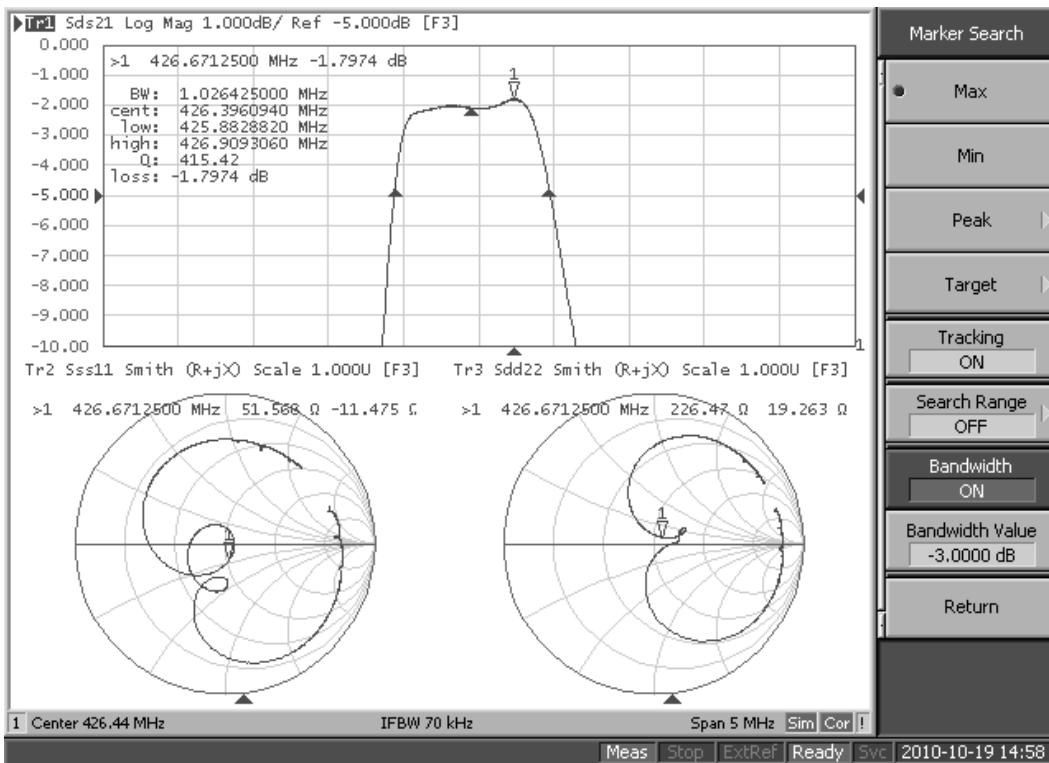 Tr1 Sds21 Log Mag 1.000dB/ Ref -5.000dB [F3]
0.000
-1.000
-2.000
-3.000
-4.000
-5.000
-6.000
-7.000
-8.000
-9.000
-10.00
>1 426.6712500 MHz -1.7974 dB
BW: 1.026425000 MHz
cent: 426.3960940 MHz
low: 425.8828820 MHz
high: 426.9093060 MHz
Q: 415.42
loss: -1.7974 dB
1
1
Tr2 Sss11 Smith (R+jX) Scale 1.000U [F3]
>1 426.6712500 MHz 51.568 Ω -11.475 Ω
1
Tr3 Sdd22 Smith (R+jX) Scale 1.000U [F3]
>1 426.6712500 MHz 226.47 Ω 19.263 Ω
1
1 Center 426.44 MHz IFBW 70 kHz Span 5 MHz Sim Cor !
Meas Stop ExtRef Ready Svc 2010-10-19 14:58
Marker Search
Max
Min
Peak
Target
Tracking
ON
Search Range
OFF
Bandwidth
ON
Bandwidth Value
-3.0000 dB
Return